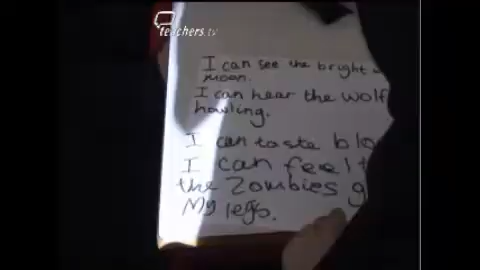 teachers.tv
I can see the bright
moon.
I can hear the wolf
howling.
I can taste blo
I can feel t
the Zombies g
My legs.